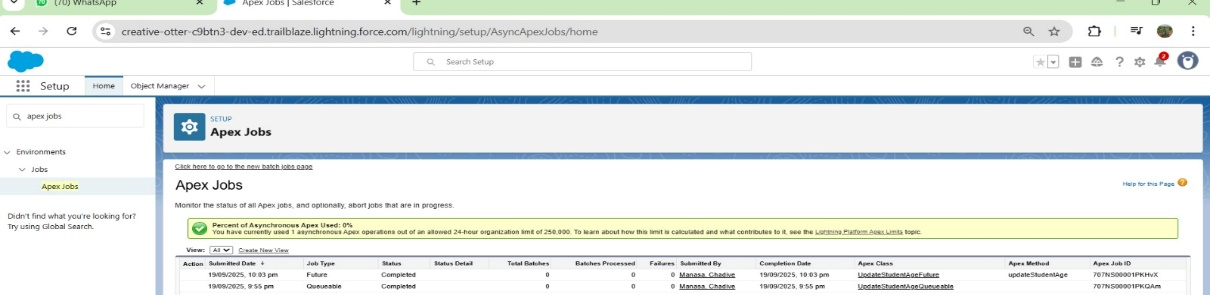 (70) WhatsApp
Apex Jobs | Salesforce
creative-otter-c9btn3-dev-ed.trailblaze.lightning.force.com/lightning/setup/AsyncApexJobs/home
Search Setup
2
Setup Home Object Manager
apex jobs
SETUP
Apex Jobs
Environments
Jobs
Apex Jobs
Didn't find what you're looking for?
Try using Global Search.
Click here to go to the new batch jobs page
Apex Jobs
Help for this Page
Monitor the status of all Apex jobs, and optionally, abort jobs that are in progress.
Percent of Asynchronous Apex Used: 0%
You have currently used 1 asynchronous Apex operations out of an allowed 24-hour organization limit of 250,000. To learn about how this limit is calculated and what contributes to it, see the Lightning Platform Apex Limits topic.
View: All Create New View
Action Submitted Date Job Type Status Status Detail Total Batches Batches Processed Failures Submitted By Completion Date Apex Class Apex Method Apex Job ID
19/09/2025, 10:03 pm Future Completed 0 0 0 Manasa, Chadive 19/09/2025, 10:03 pm UpdateStudentAgeFuture updateStudentAge 707NS00001PKHvX
19/09/2025, 9:55 pm Queueable Completed 0 0 0 Manasa, Chadive 19/09/2025, 9:55 pm UpdateStudentAgeQueueable 707NS00001PKQAm